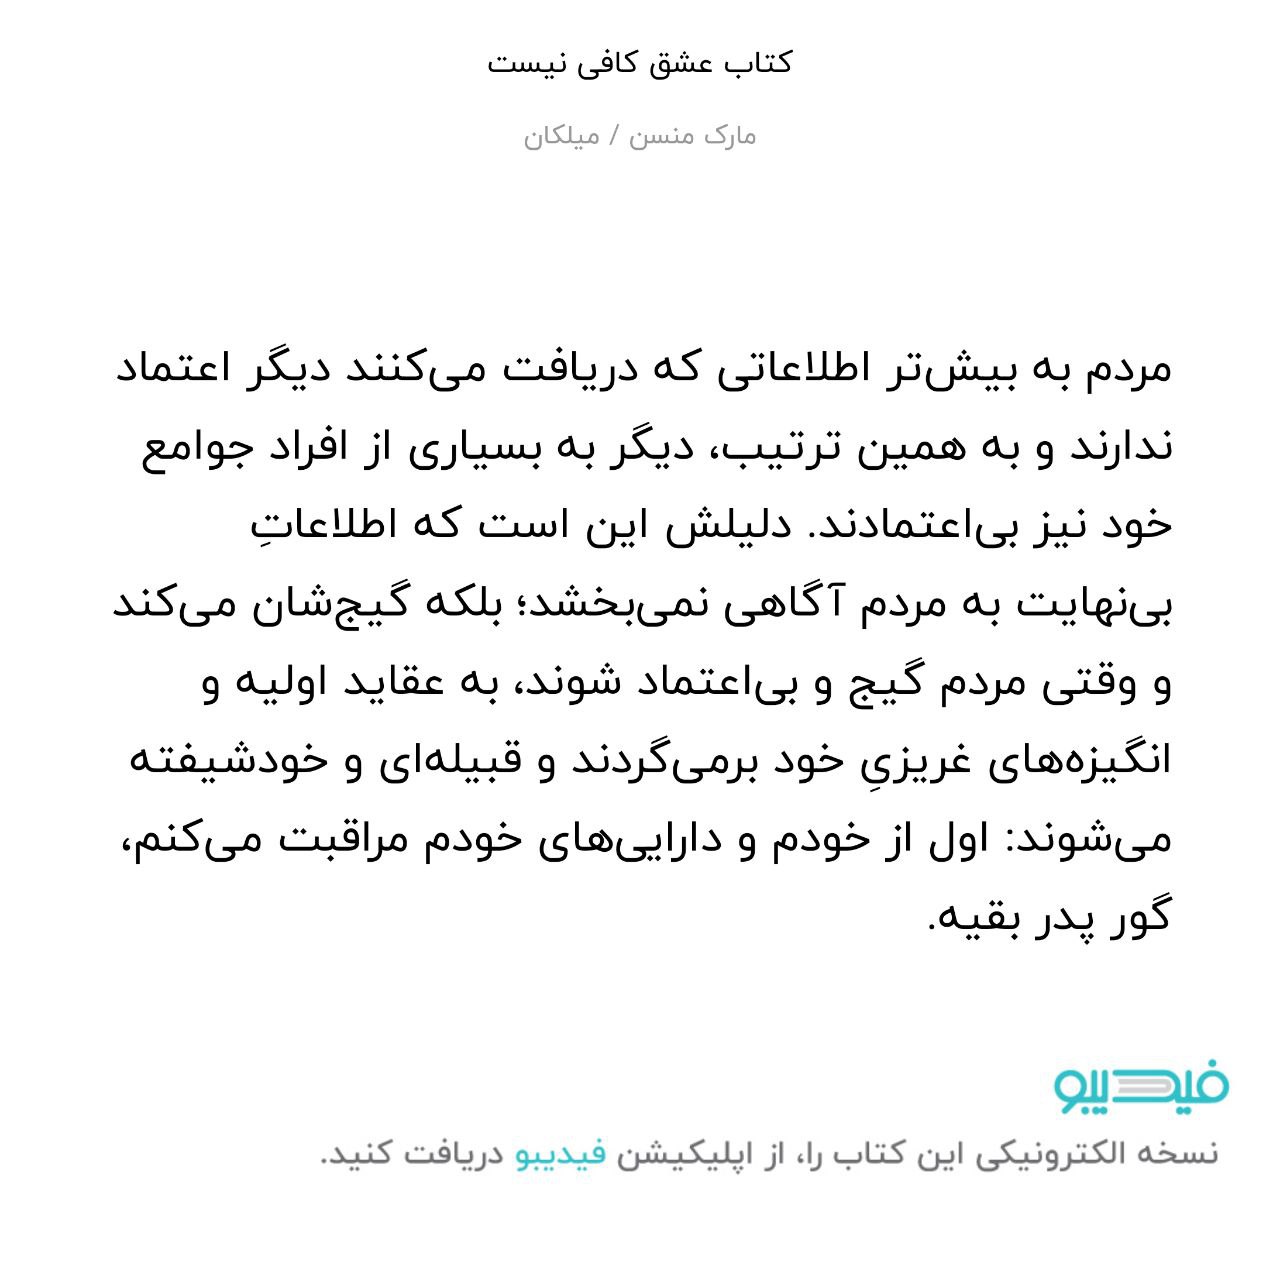 کتاب عشق کافی نیست
مارک منسن / میلکان
مردم به بیش‌تر اطلاعاتی که دریافت می‌کنند دیگر اعتماد
ندارند و به همین ترتیب، دیگر به بسیاری از افراد جوامع
خود نیز بی‌اعتمادند. دلیلش این است که اطلاعاتِ
بی‌نهایت به مردم آگاهی نمی‌بخشد؛ بلکه گیج‌شان می‌کند
و وقتی مردم گیج و بی‌اعتماد شوند، به عقاید اولیه و
انگیزه‌های غریزیِ خود برمی‌گردند و قبیله‌ای و خودشیفته
می‌شوند: اول از خودم و دارایی‌های خودم مراقبت می‌کنم،
گور پدر بقیه.
فیدیبو
نسخه الکترونیکی این کتاب را، از اپلیکیشن فیدیبو دریافت کنید.